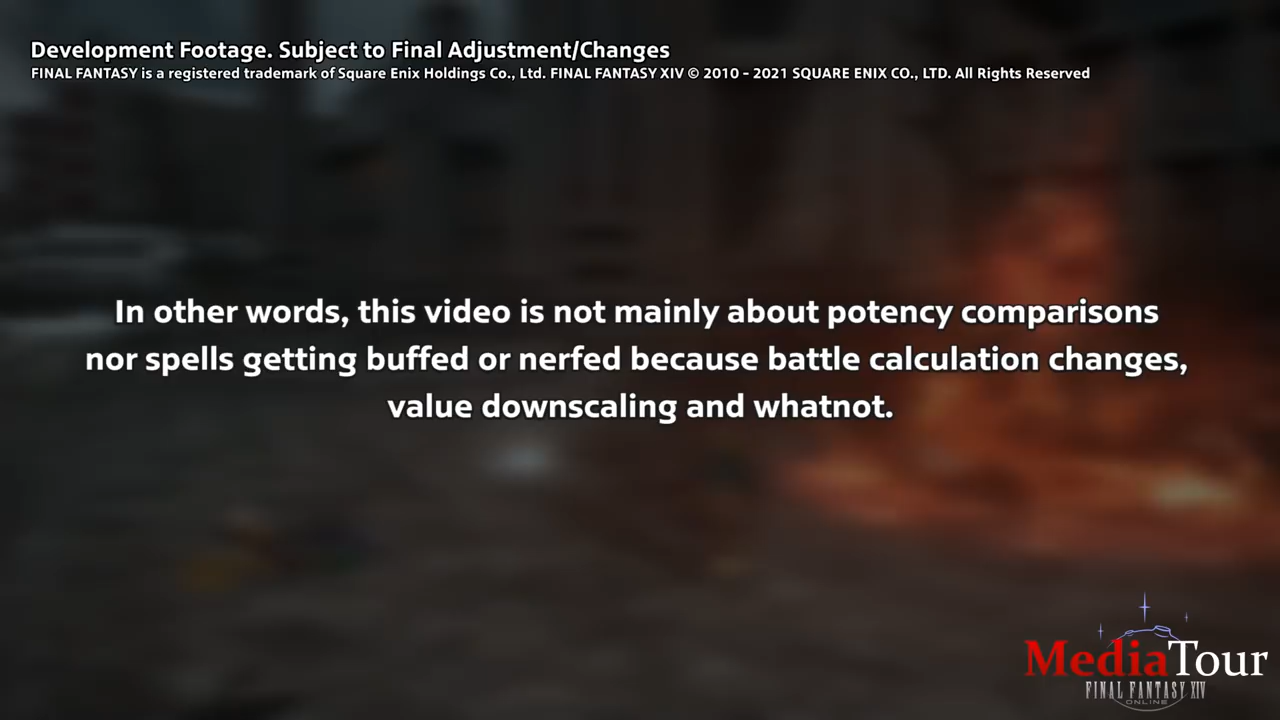 Development Footage. Subject to Final Adjustment/Changes
FINAL FANTASY is a registered trademark of Square Enix Holdings Co., Ltd. FINAL FANTASY XIV © 2010 - 2021 SQUARE ENIX CO., LTD. All Rights Reserved
In other words, this video is not mainly about potency comparisons
nor spells getting buffed or nerfed because battle calculation changes,
value downscaling and whatnot.
MediaTour
FINAL FANTASY XIV
ONLINE